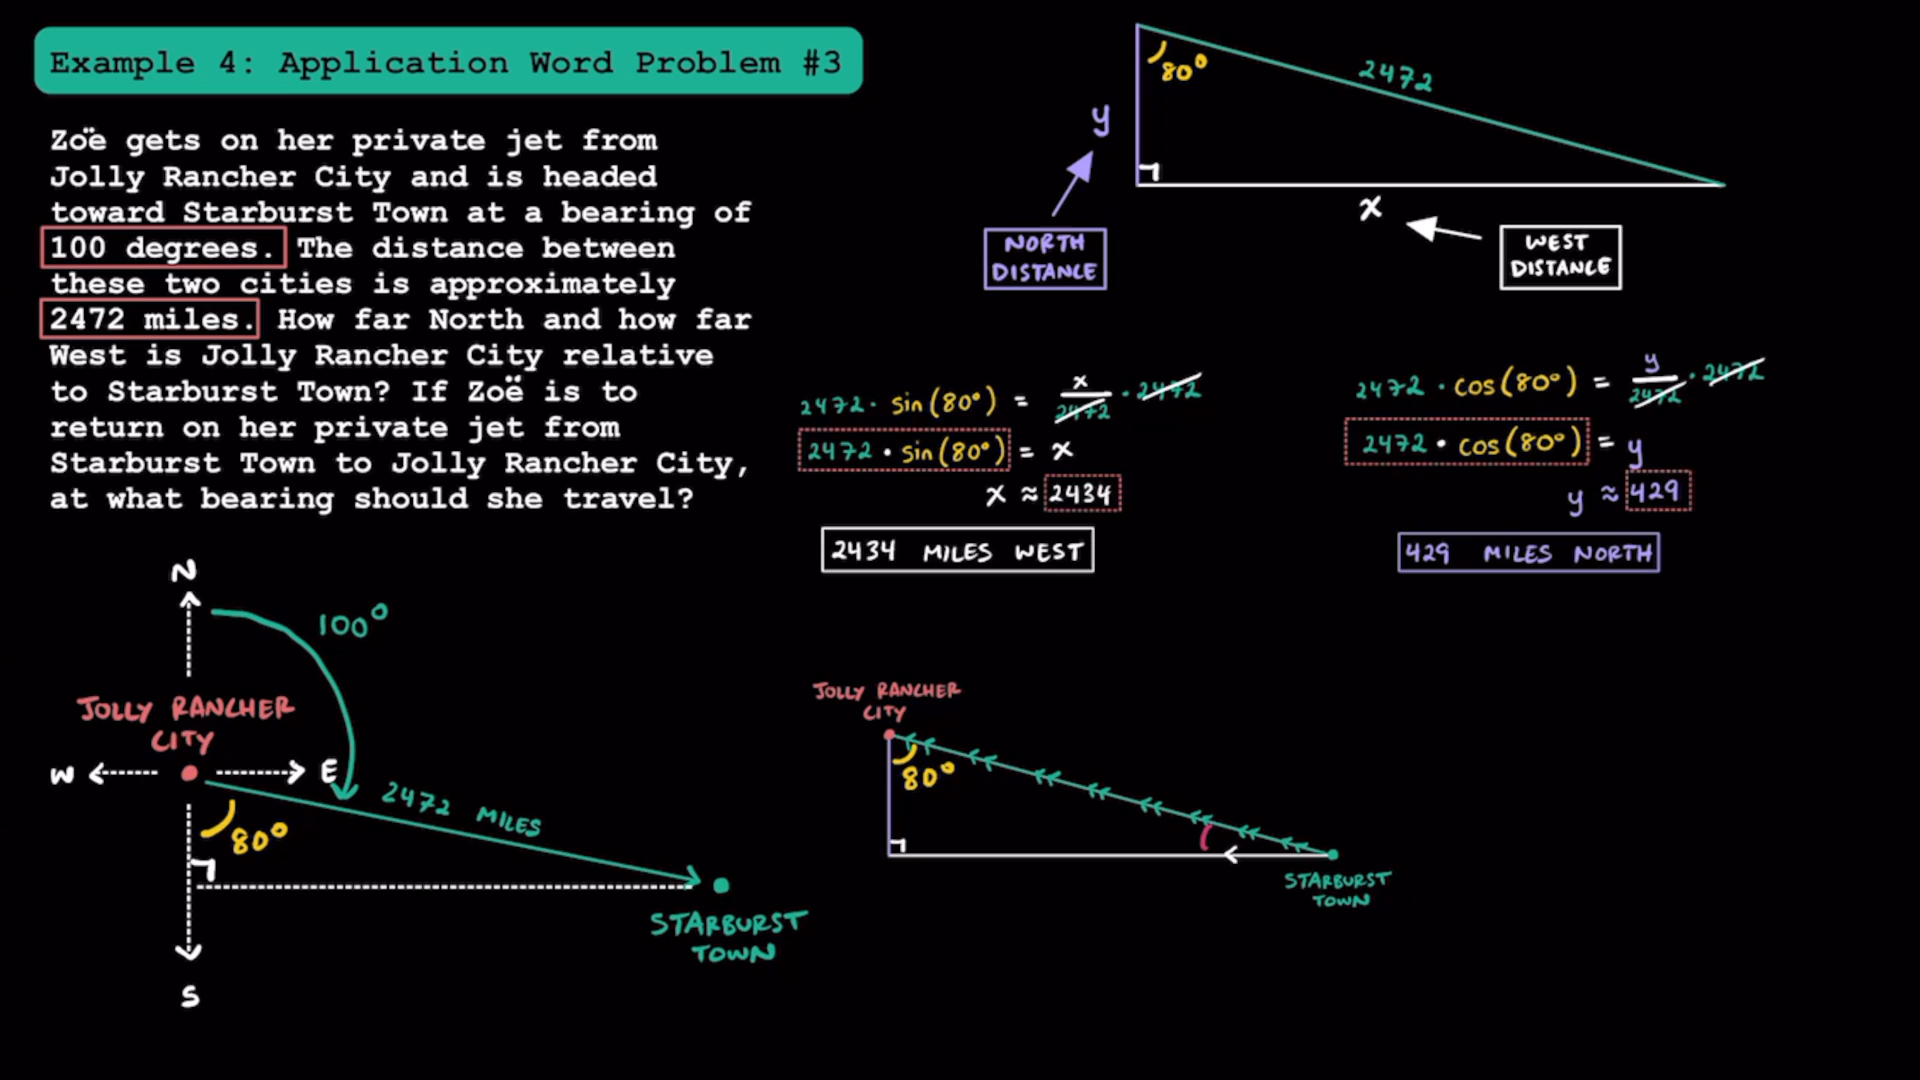 Example 4: Application Word Problem #3
Zoë gets on her private jet from
Jolly Rancher City and is headed
toward Starburst Town at a bearing of
100 degrees. The distance between
these two cities is approximately
2472 miles. How far North and how far
West is Jolly Rancher City relative
to Starburst Town? If Zoë is to
return on her private jet from
Starburst Town to Jolly Rancher City,
at what bearing should she travel?
80°
2472
y
x
NORTH
DISTANCE
WEST
DISTANCE
2472 · sin(80°) = x/2472 · 2472
2472 · sin(80°) = x
x ≈ 2434
2434 MILES WEST
2472 · cos(80°) = y/2472 · 2472
2472 · cos(80°) = y
y ≈ 429
429 MILES NORTH
N
100°
JOLLY RANCHER
CITY
W
E
2472 MILES
80°
STARBURST
TOWN
S
JOLLY RANCHER
CITY
80°
STARBURST
TOWN